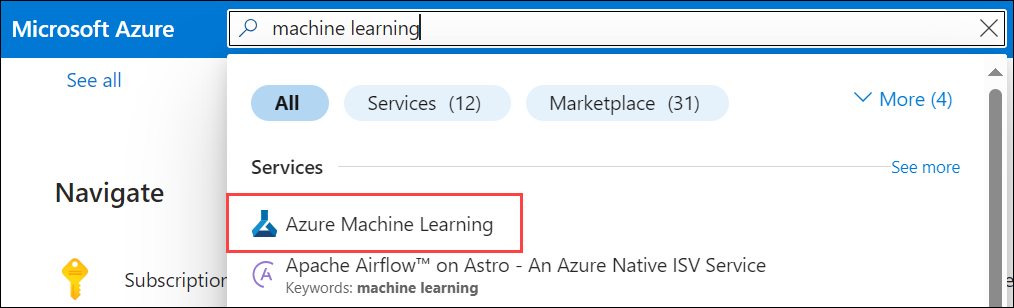 Microsoft Azure
machine learning
See all
All
Services (12)
Marketplace (31)
More (4)
Services
See more
Navigate
Azure Machine Learning
Apache Airflow™ on Astro - An Azure Native ISV Service
Subscription
Keywords: machine learning